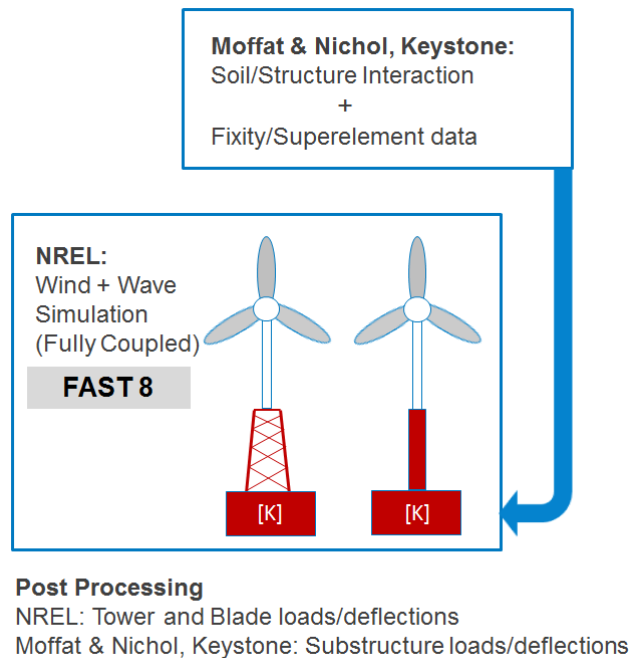 Moffat & Nichol, Keystone:
Soil/Structure Interaction
+
Fixity/Superelement data
NREL:
Wind + Wave
Simulation
(Fully Coupled)
FAST 8
[K]
[K]
Post Processing
NREL: Tower and Blade loads/deflections
Moffat & Nichol, Keystone: Substructure loads/deflections